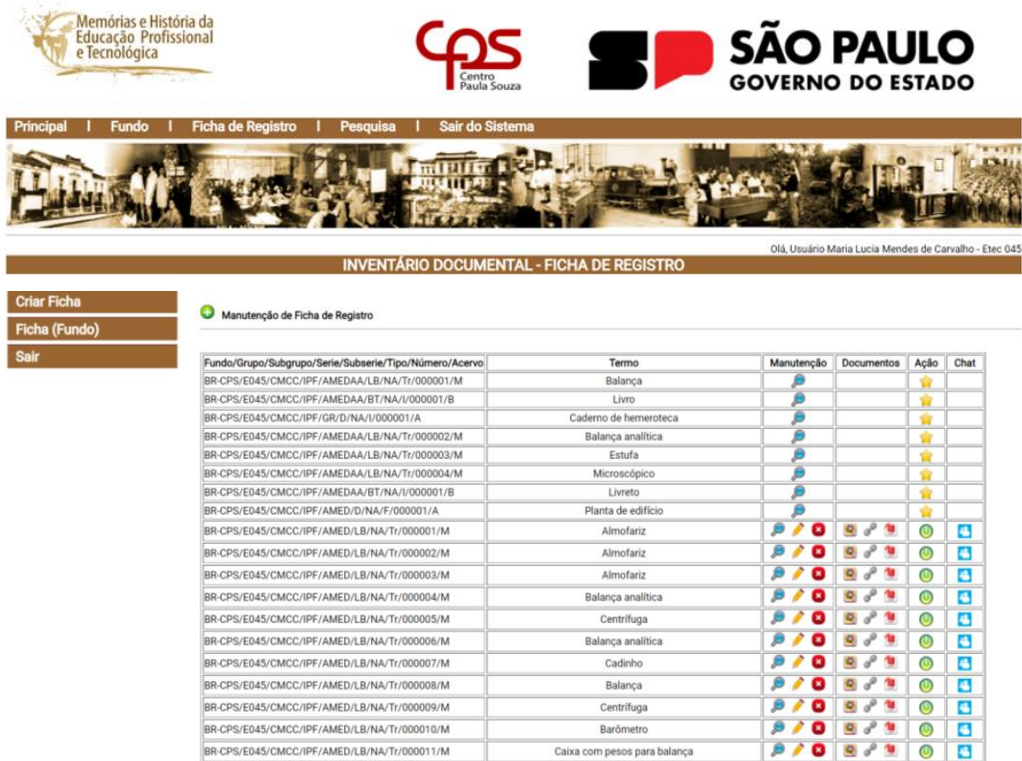 Memórias e História da
Educação Profissional
e Tecnológica
cps
Centro
Paula Souza
SP
SÃO PAULO
GOVERNO DO ESTADO
Principal | Fundo | Ficha de Registro | Pesquisa | Sair do Sistema
Olá, Usuário Maria Lucia Mendes de Carvalho - Etec 045
INVENTÁRIO DOCUMENTAL - FICHA DE REGISTRO
Criar Ficha
Ficha (Fundo)
Sair
Manutenção de Ficha de Registro
Fundo/Grupo/Subgrupo/Serie/Subserie/Tipo/Número/Acervo Termo Manutenção Documentos Ação Chat
BR-CPS/E045/CMCC/IPF/AMEDAA/LB/NA/Tr/000001/M Balança
BR-CPS/E045/CMCC/IPF/AMEDAA/BT/NA/I/000001/B Livro
BR-CPS/E045/CMCC/IPF/GR/D/NA/I/000001/A Caderno de hemeroteca
BR-CPS/E045/CMCC/IPF/AMEDAA/LB/NA/Tr/000002/M Balança analítica
BR-CPS/E045/CMCC/IPF/AMEDAA/LB/NA/Tr/000003/M Estufa
BR-CPS/E045/CMCC/IPF/AMEDAA/LB/NA/Tr/000004/M Microscópico
BR-CPS/E045/CMCC/IPF/AMEDAA/BT/NA/I/000001/B Livreto
BR-CPS/E045/CMCC/IPF/AMED/D/NA/F/000001/A Planta de edifício
BR-CPS/E045/CMCC/IPF/AMED/LB/NA/Tr/000001/M Almofariz
BR-CPS/E045/CMCC/IPF/AMED/LB/NA/Tr/000002/M Almofariz
BR-CPS/E045/CMCC/IPF/AMED/LB/NA/Tr/000003/M Almofariz
BR-CPS/E045/CMCC/IPF/AMED/LB/NA/Tr/000004/M Balança analítica
BR-CPS/E045/CMCC/IPF/AMED/LB/NA/Tr/000005/M Centrífuga
BR-CPS/E045/CMCC/IPF/AMED/LB/NA/Tr/000006/M Balança analítica
BR-CPS/E045/CMCC/IPF/AMED/LB/NA/Tr/000007/M Cadinho
BR-CPS/E045/CMCC/IPF/AMED/LB/NA/Tr/000008/M Balança
BR-CPS/E045/CMCC/IPF/AMED/LB/NA/Tr/000009/M Centrífuga
BR-CPS/E045/CMCC/IPF/AMED/LB/NA/Tr/000010/M Barômetro
BR-CPS/E045/CMCC/IPF/AMED/LB/NA/Tr/000011/M Caixa com pesos para balança